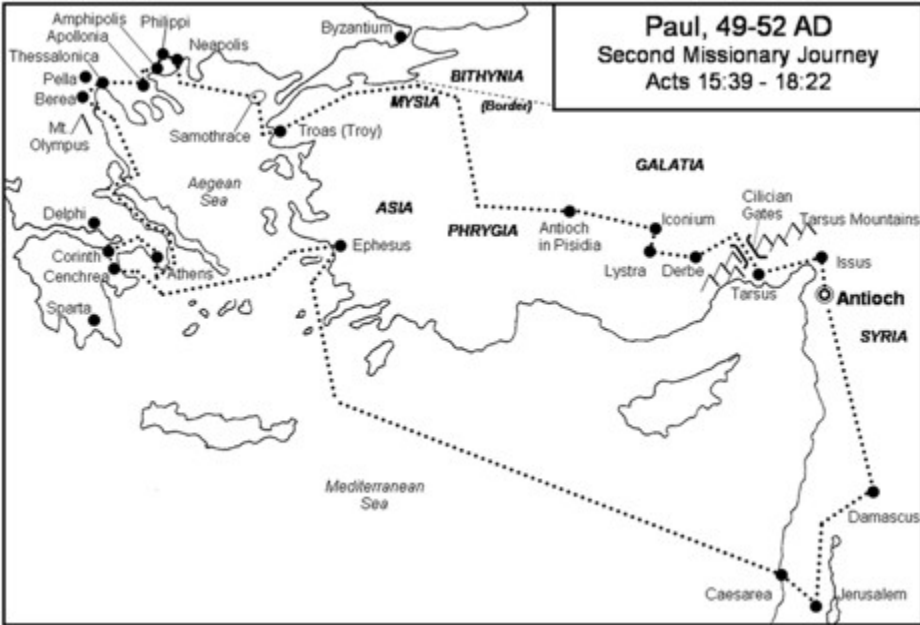 Paul, 49-52 AD
Second Missionary Journey
Acts 15:39 - 18:22
Amphipolis
Philippi
Apollonia
Neapolis
Thessalonica
Pella
Berea
Mt.
Olympus
Samothrace
Byzantium
BITHYNIA
MYSIA
(Border)
Troas (Troy)
Aegean
Sea
GALATIA
ASIA
PHRYGIA
Antioch
in Pisidia
Iconium
Lystra
Derbe
Cilician
Gates
Tarsus Mountains
Tarsus
Issus
Antioch
SYRIA
Delphi
Corinth
Cenchrea
Athens
Sparta
Ephesus
Mediterranean
Sea
Damascus
Caesarea
Jerusalem